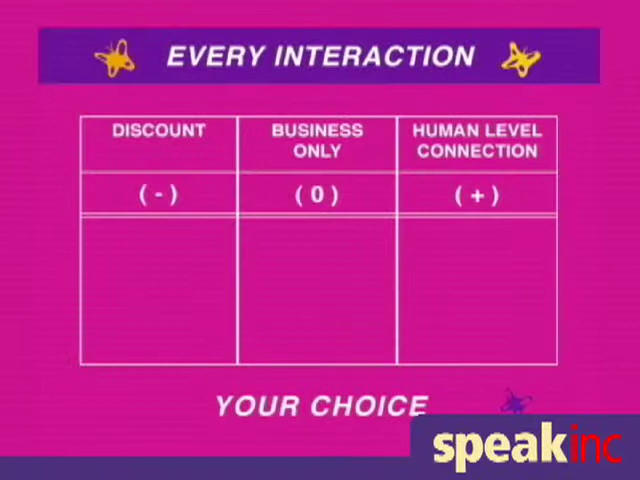 EVERY INTERACTION
DISCOUNT
BUSINESS
ONLY
HUMAN LEVEL
CONNECTION
( - )
( 0 )
( + )
YOUR CHOICE
speakinc